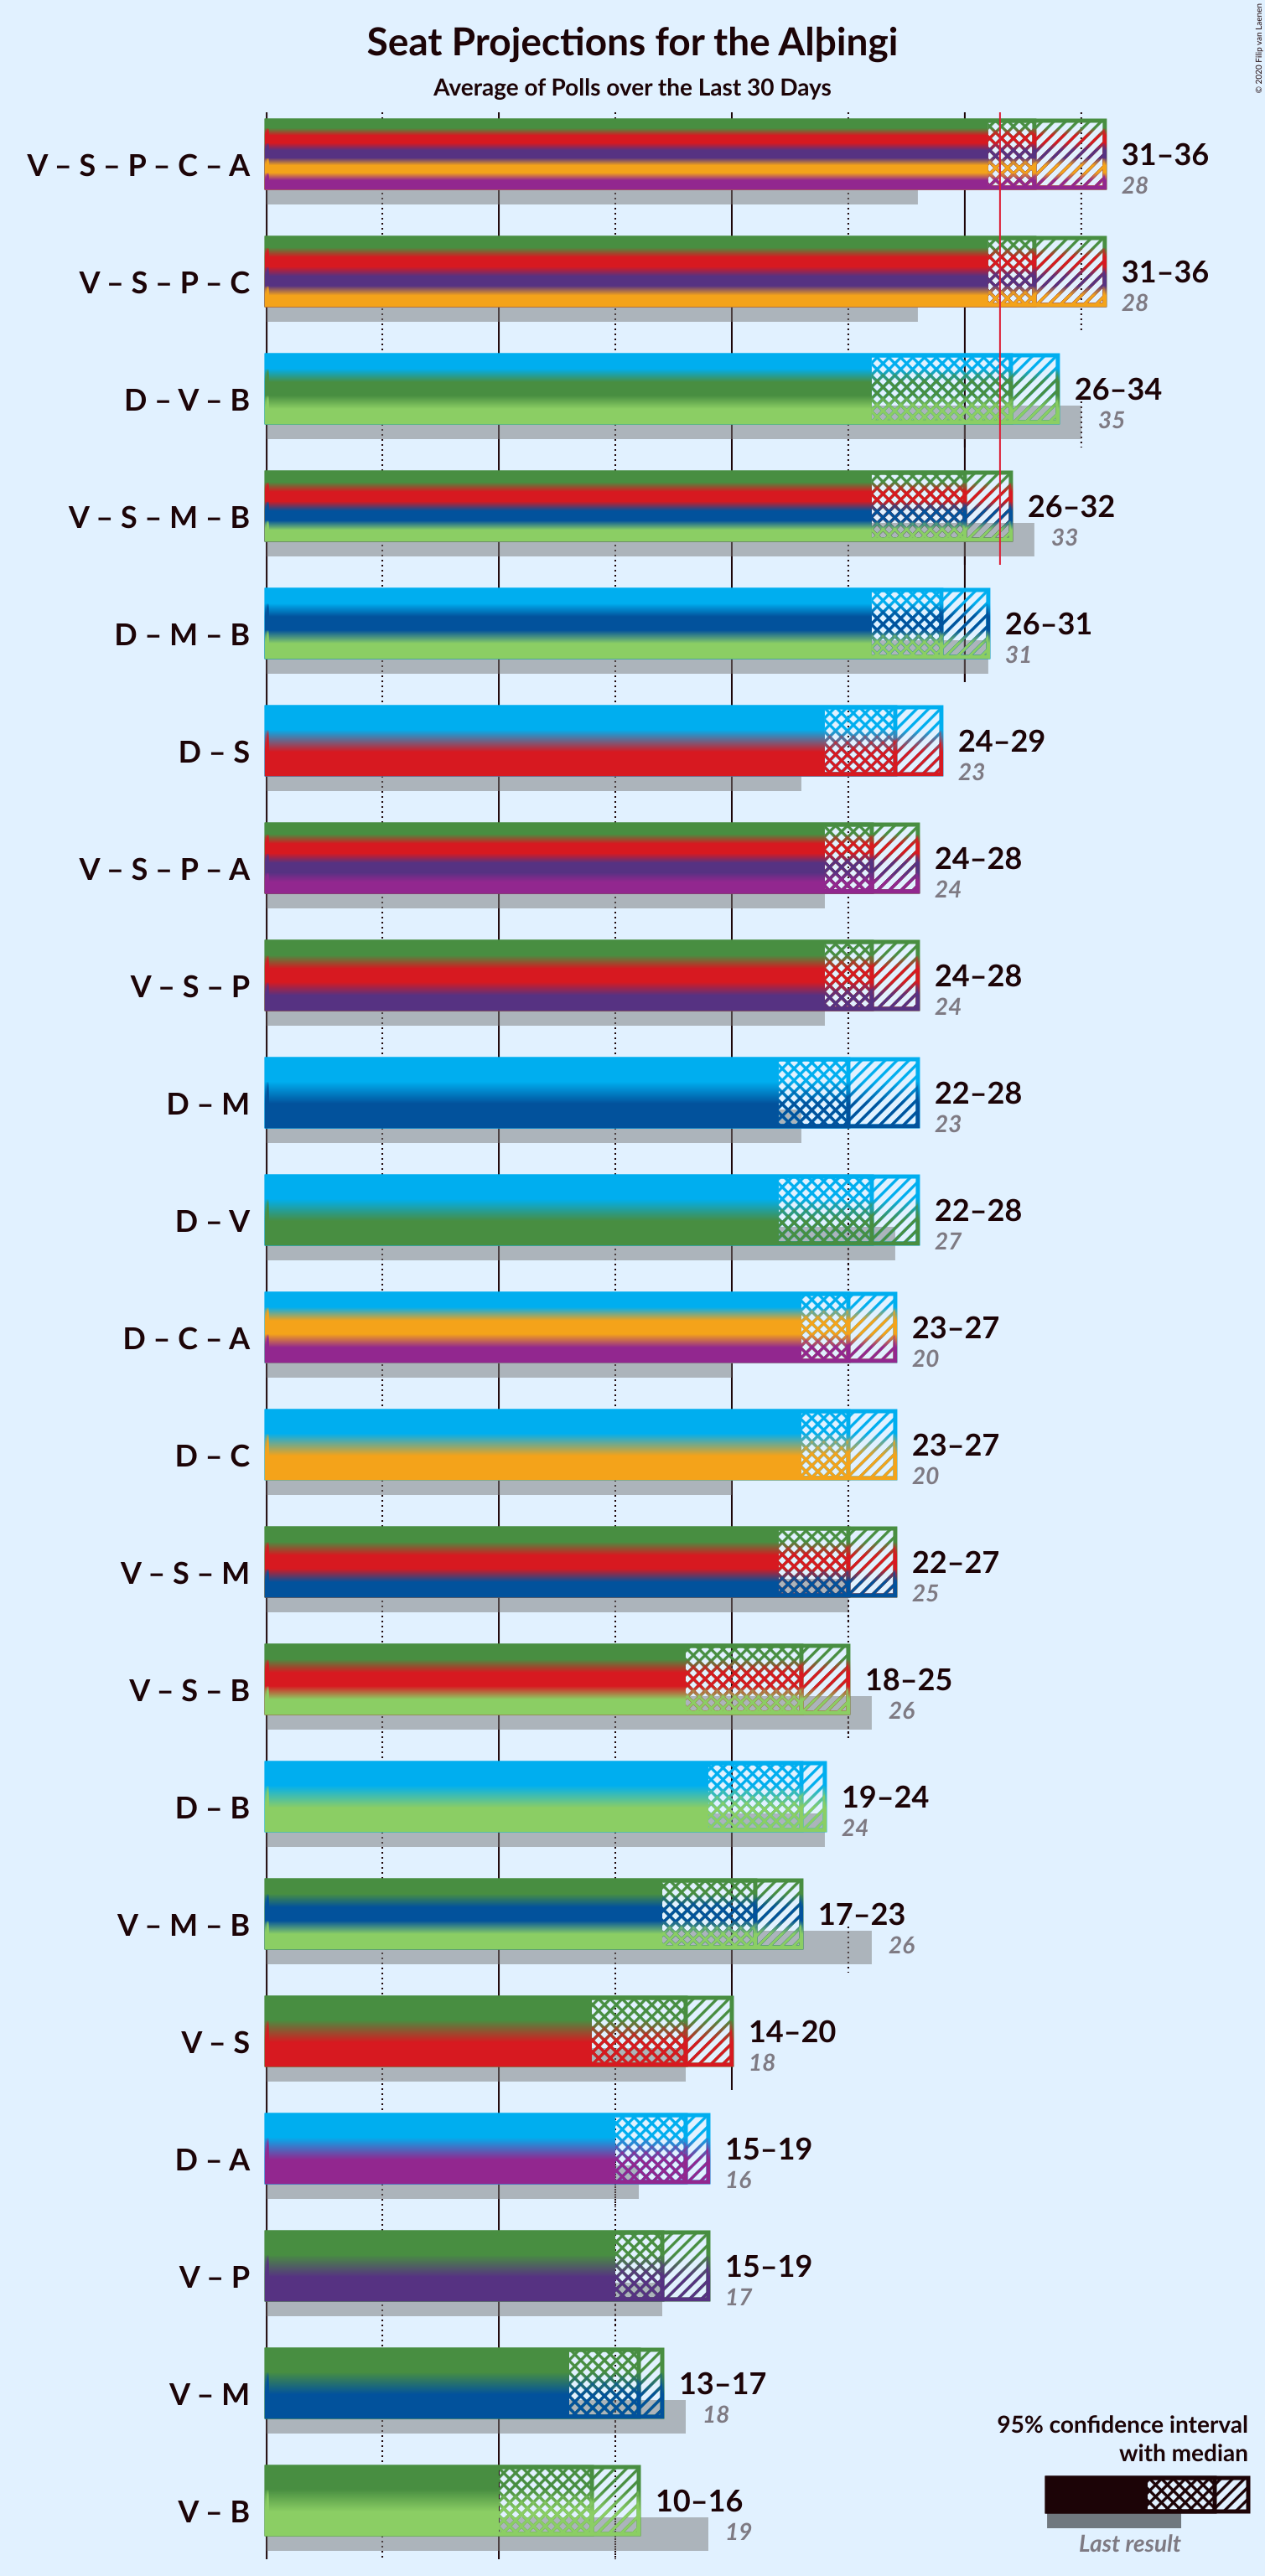 Seat Projections for the Alþingi
Average of Polls over the Last 30 Days
© 2020 Filip van Laenen
V – S – P – C – A
31–36
28
V – S – P – C
31–36
28
D – V – B
26–34
35
V – S – M – B
26–32
33
D – M – B
26–31
31
D – S
24–29
23
V – S – P – A
24–28
24
V – S – P
24–28
24
D – M
22–28
23
D – V
22–28
27
D – C – A
23–27
20
D – C
23–27
20
V – S – M
22–27
25
V – S – B
18–25
26
D – B
19–24
24
V – M – B
17–23
26
V – S
14–20
18
D – A
15–19
16
V – P
15–19
17
V – M
13–17
18
V – B
10–16
19
95% confidence interval
with median
Last result